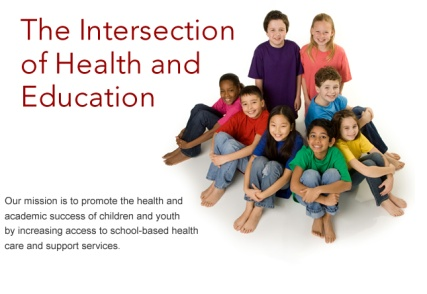 The Intersection
of Health and
Education
Our mission is to promote the health and
academic success of children and youth
by increasing access to school-based health
care and support services.